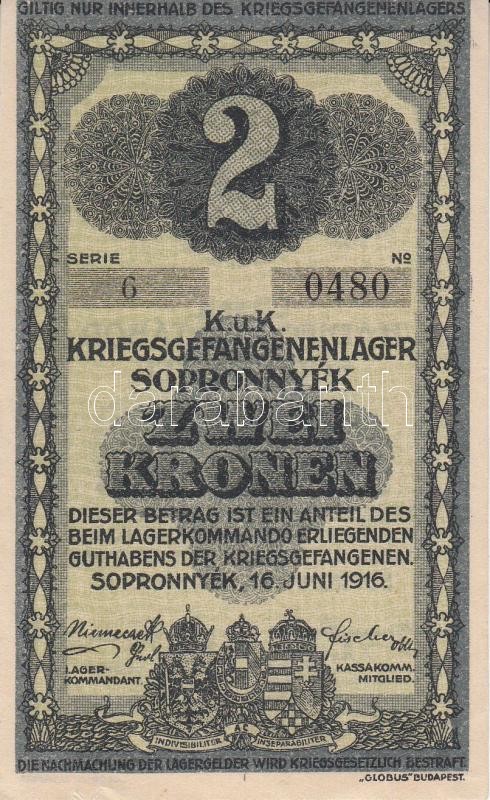 GILTIG NUR INNERHALB DES KRIEGSGEFANGENENLAGERS
2
SERIE No
6 0480
K.u.K.
KRIEGSGEFANGENENLAGER
SOPRONNYÉK
darabanth
ZWEI
KRONEN
DIESER BETRAG IST EIN ANTEIL DES
BEIM LAGERKOMMANDO ERLIEGENDEN
GUTHABENS DER KRIEGSGEFANGENEN.
SOPRONNYÉK, 16. JUNI 1916.
LAGER- KASSAKOMM.
KOMMANDANT. MITGLIED.
INDIVISIBILITER AC INSEPARABILITER
DIE NACHMACHUNG DER LAGERGELDER WIRD KRIEGSGESETZLICH BESTRAFT.
„GLOBUS" BUDAPEST.